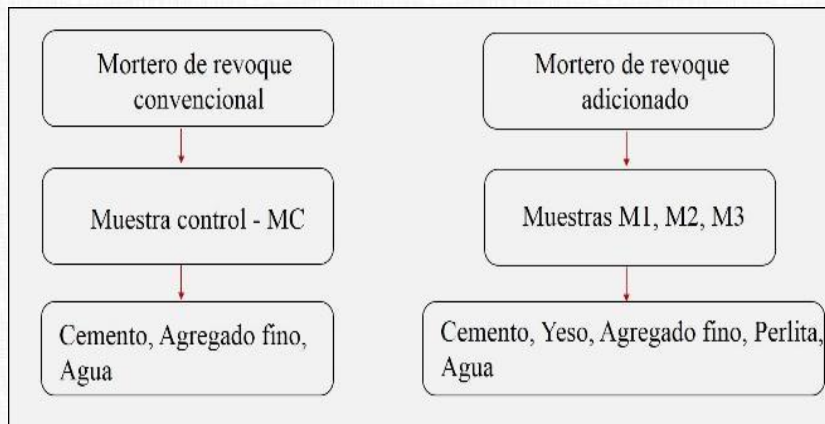 Mortero de revoque
convencional
Muestra control - MC
Cemento, Agregado fino,
Agua
Mortero de revoque
adicionado
Muestras M1, M2, M3
Cemento, Yeso, Agregado fino, Perlita,
Agua